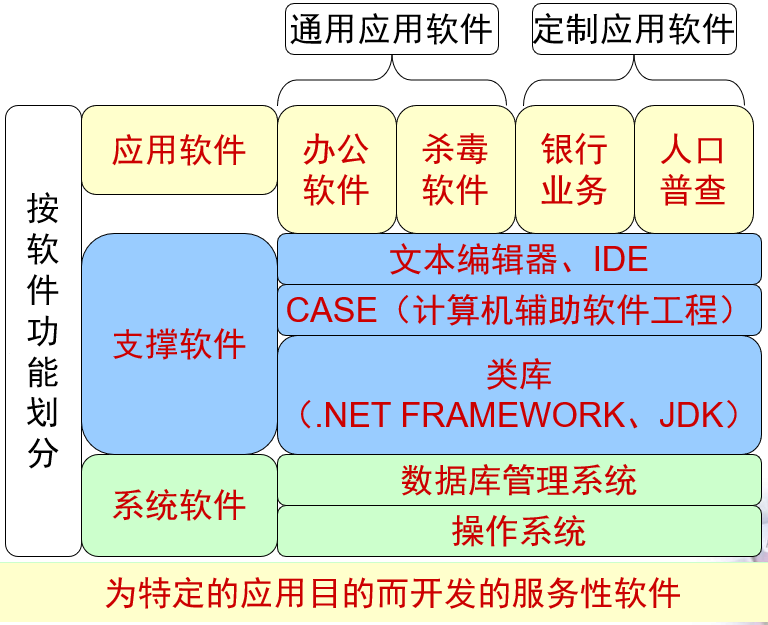 通用应用软件
定制应用软件
按软件功能划分
应用软件
办公
软件
杀毒
软件
银行
业务
人口
普查
支撑软件
文本编辑器、IDE
CASE（计算机辅助软件工程）
类库
（.NET FRAMEWORK、JDK）
系统软件
数据库管理系统
操作系统
为特定的应用目的而开发的服务性软件